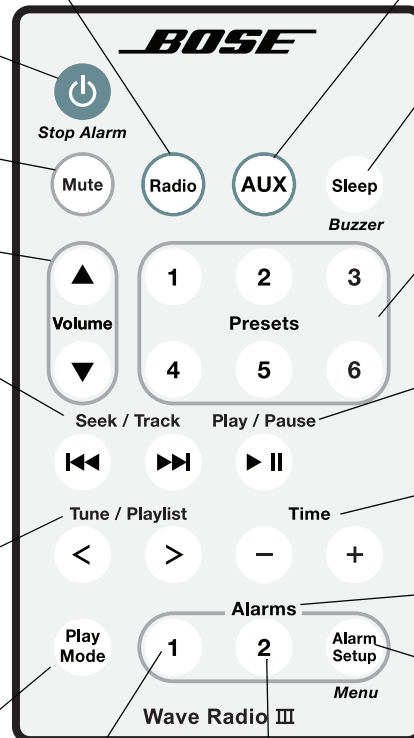 BOSE
Stop Alarm
Mute Radio AUX Sleep
Buzzer
1 2 3
Volume Presets
4 5 6
Seek / Track Play / Pause
Tune / Playlist Time
< > − +
Alarms
Play Mode 1 2 Alarm Setup
Menu
Wave Radio III